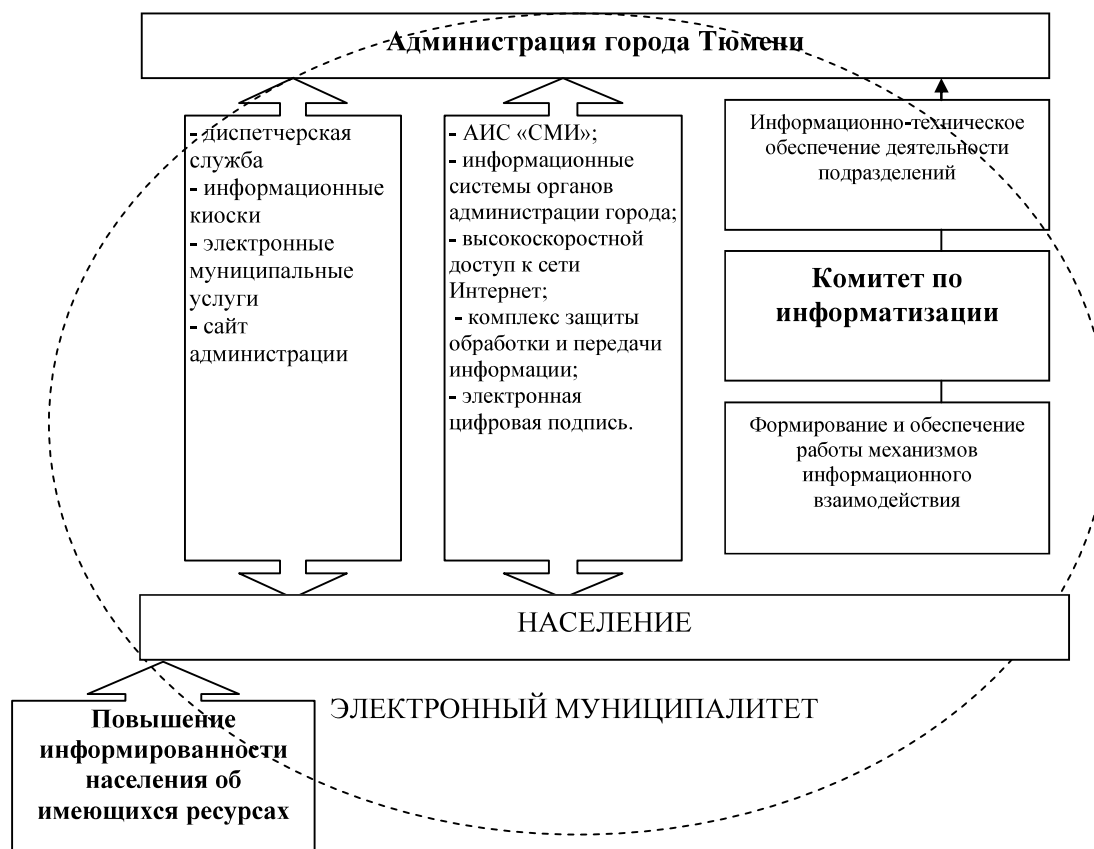 Администрация города Тюмени
- диспетчерская
служба
- информационные
киоски
- электронные
муниципальные
услуги
- сайт
администрации
- АИС «СМИ»;
- информационные
системы органов
администрации города;
- высокоскоростной
доступ к сети
Интернет;
- комплекс защиты
обработки и передачи
информации;
- электронная
цифровая подпись.
Информационно-техническое
обеспечение деятельности
подразделений
Комитет по
информатизации
Формирование и обеспечение
работы механизмов
информационного
взаимодействия
НАСЕЛЕНИЕ
ЭЛЕКТРОННЫЙ МУНИЦИПАЛИТЕТ
Повышение
информированности
населения об
имеющихся ресурсах